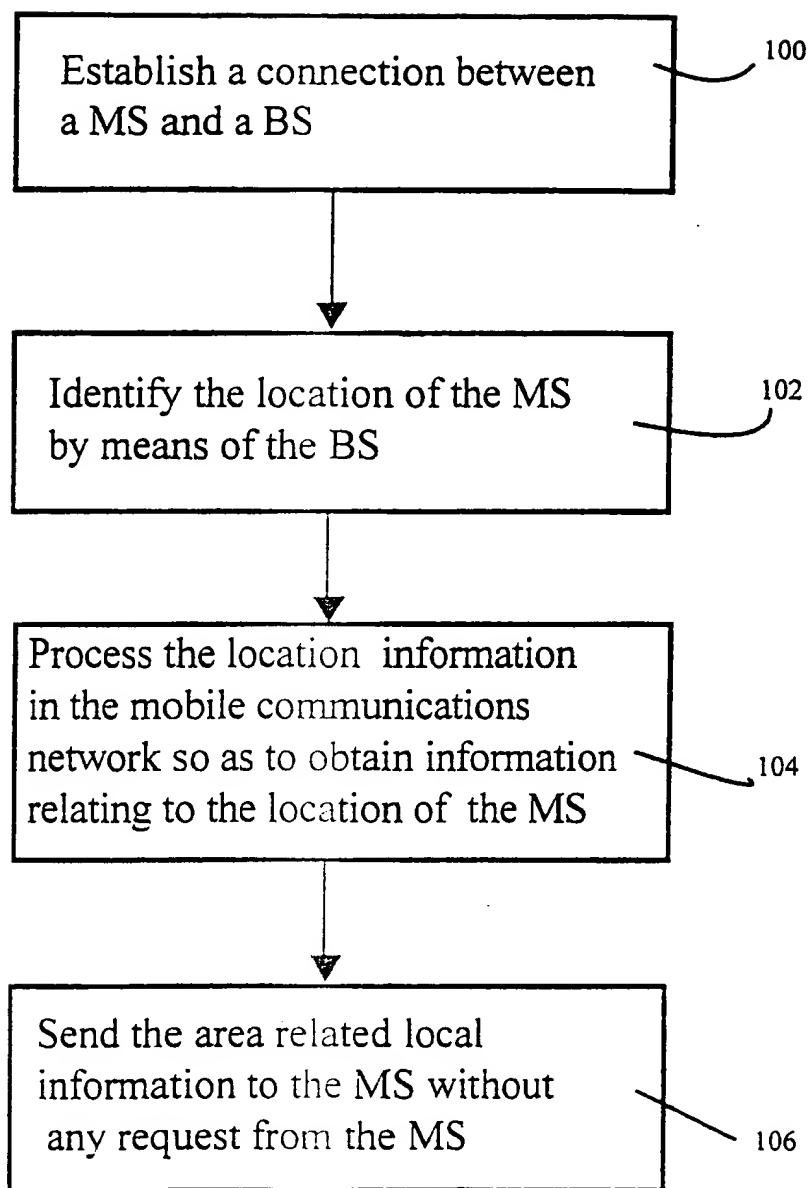 Establish a connection between
a MS and a BS
100
Identify the location of the MS
by means of the BS
102
Process the location information
in the mobile communications
network so as to obtain information
relating to the location of the MS
104
Send the area related local
information to the MS without
any request from the MS
106